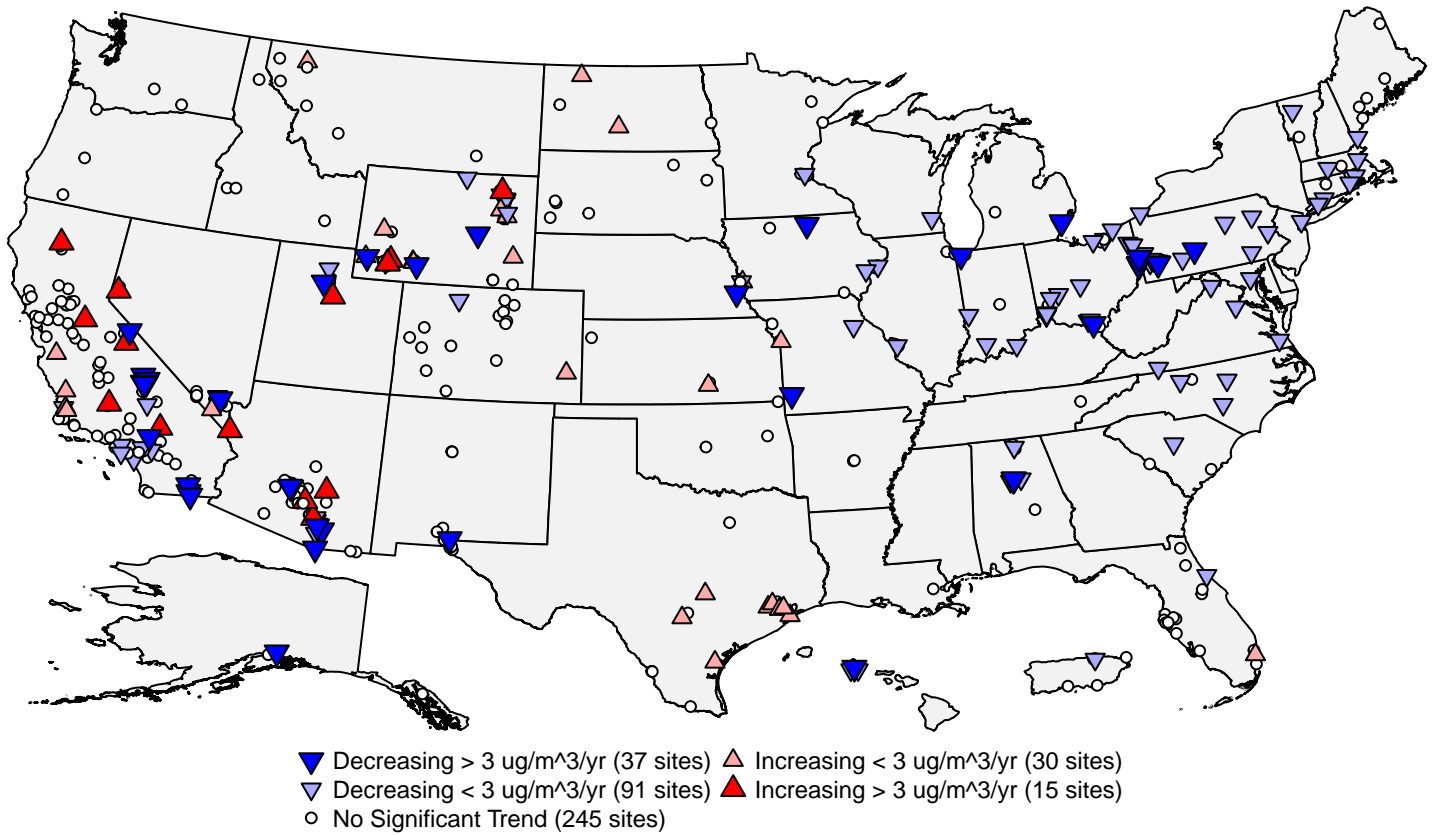 Decreasing > 3 ug/m^3/yr (37 sites) Increasing < 3 ug/m^3/yr (30 sites)
Decreasing < 3 ug/m^3/yr (91 sites) Increasing > 3 ug/m^3/yr (15 sites)
No Significant Trend (245 sites)